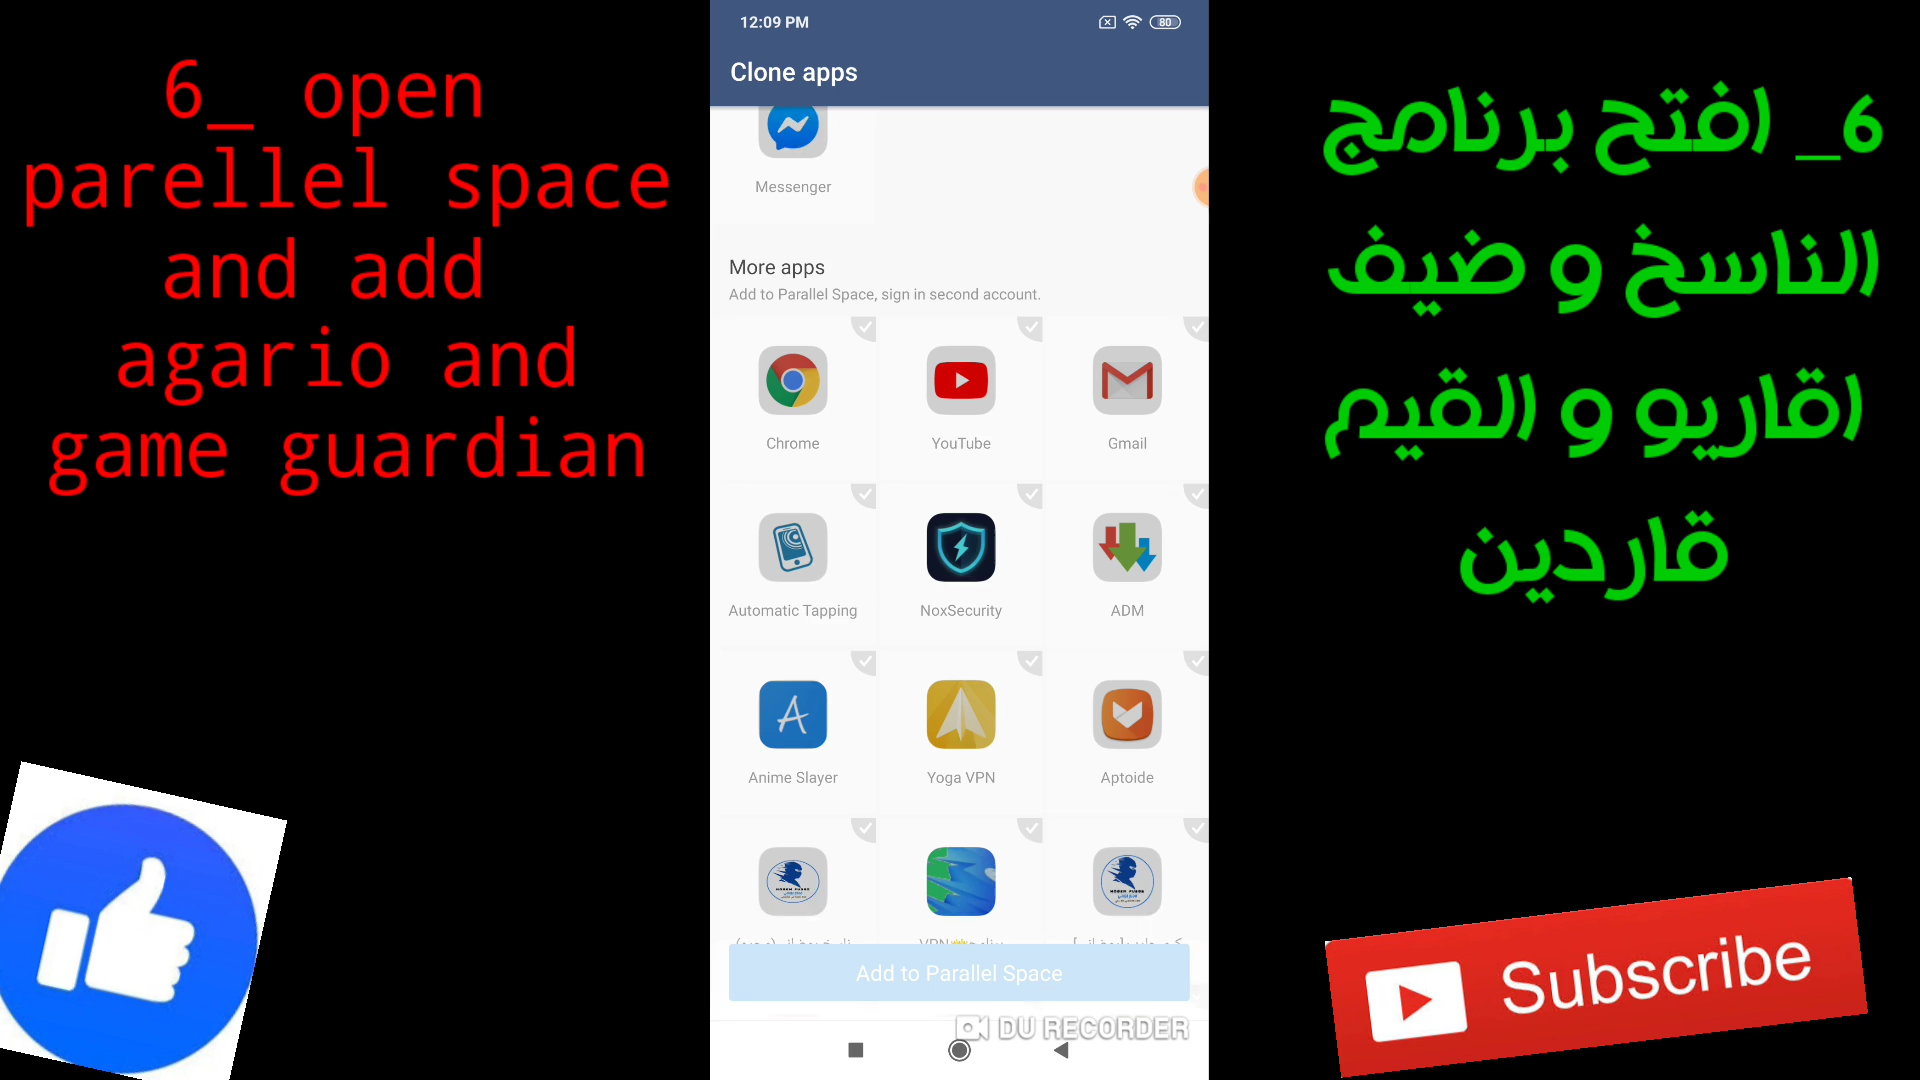 6_ open
parellel space
and add
agario and
game guardian
12:09 PM
80
Clone apps
Messenger
More apps
Add to Parallel Space, sign in second account.
Chrome
YouTube
Gmail
Automatic Tapping
NoxSecurity
ADM
Anime Slayer
Yoga VPN
Aptoide
Add to Parallel Space
DU RECORDER
6_ افتح برنامج
الناسخ و ضيف
اقاريو و القيم
قاردين
Subscribe